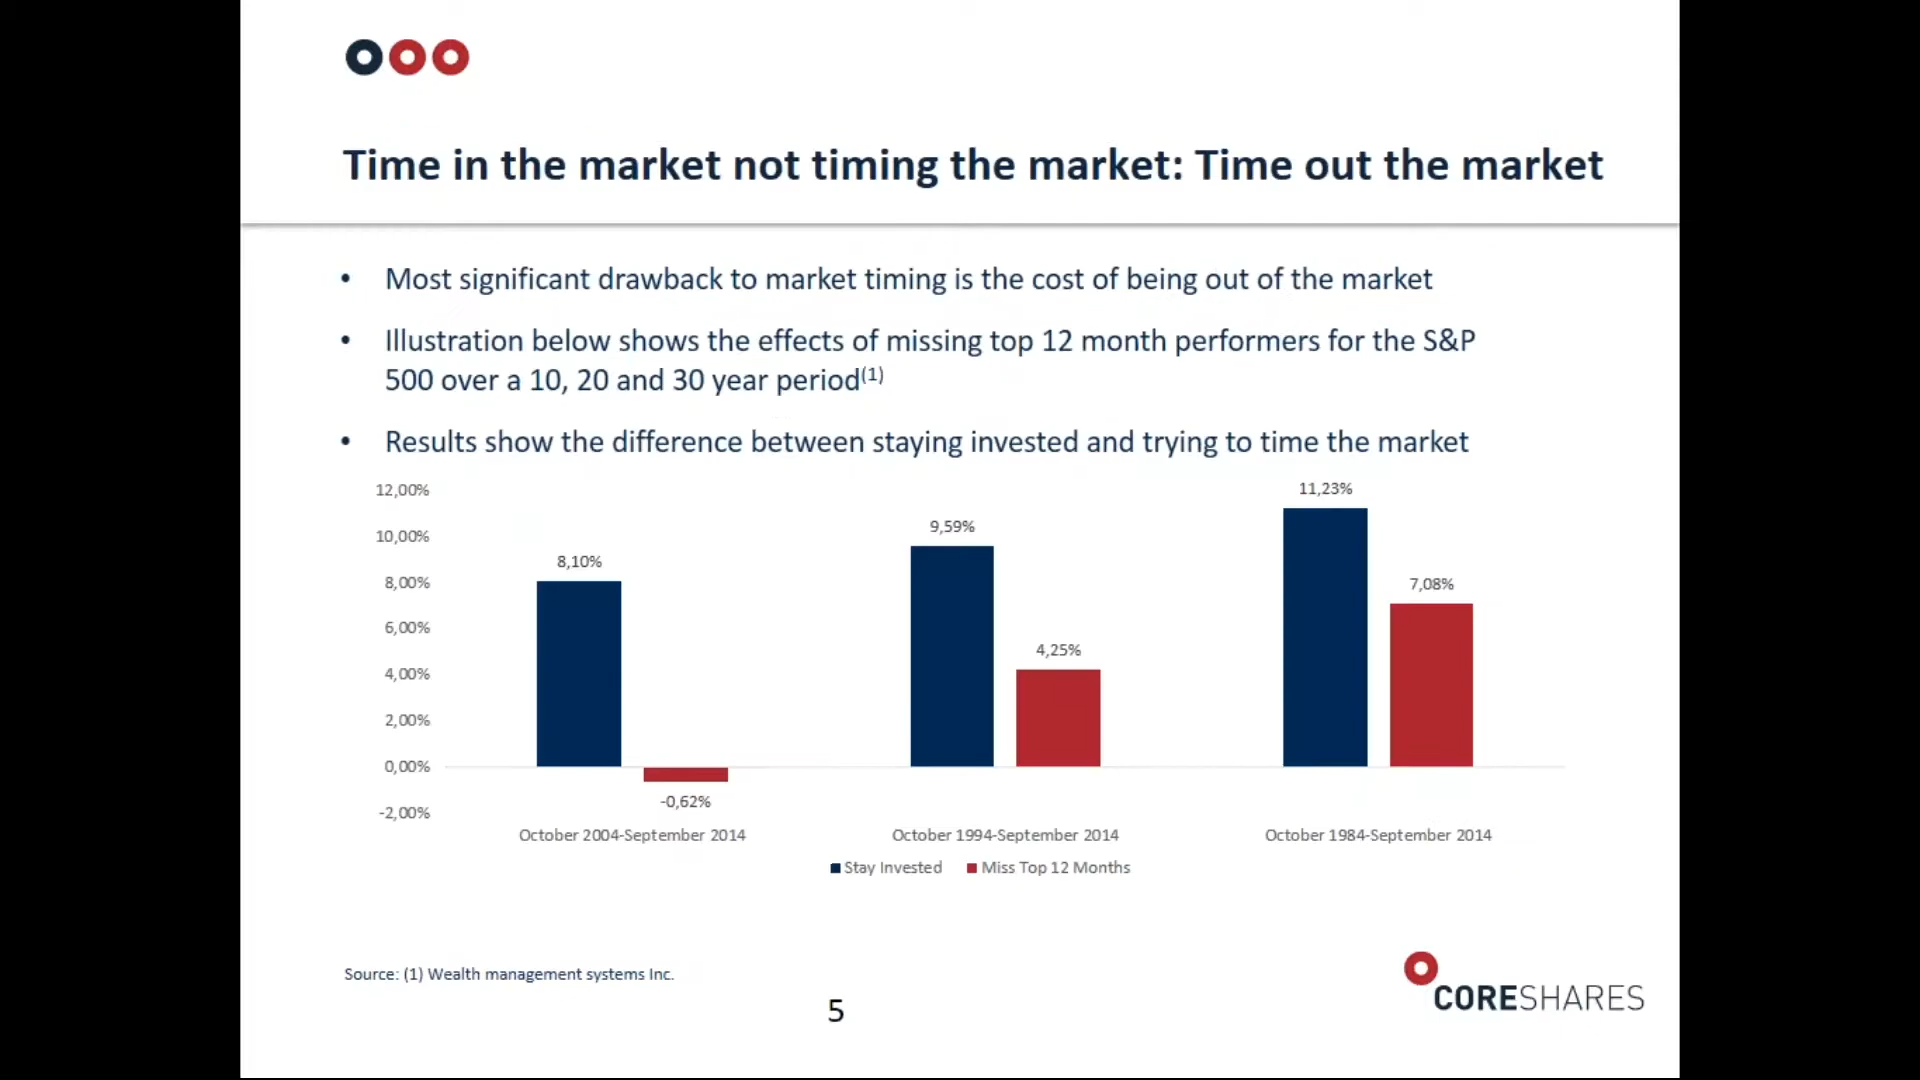 Time in the market not timing the market: Time out the market
• Most significant drawback to market timing is the cost of being out of the market
• Illustration below shows the effects of missing top 12 month performers for the S&P
500 over a 10, 20 and 30 year period(1)
• Results show the difference between staying invested and trying to time the market
12,00%
10,00%
8,00%
6,00%
4,00%
2,00%
0,00%
-2,00%
8,10%
-0,62%
9,59%
4,25%
11,23%
7,08%
October 2004-September 2014
October 1994-September 2014
October 1984-September 2014
Stay Invested
Miss Top 12 Months
Source: (1) Wealth management systems Inc.
5
CORESHARES